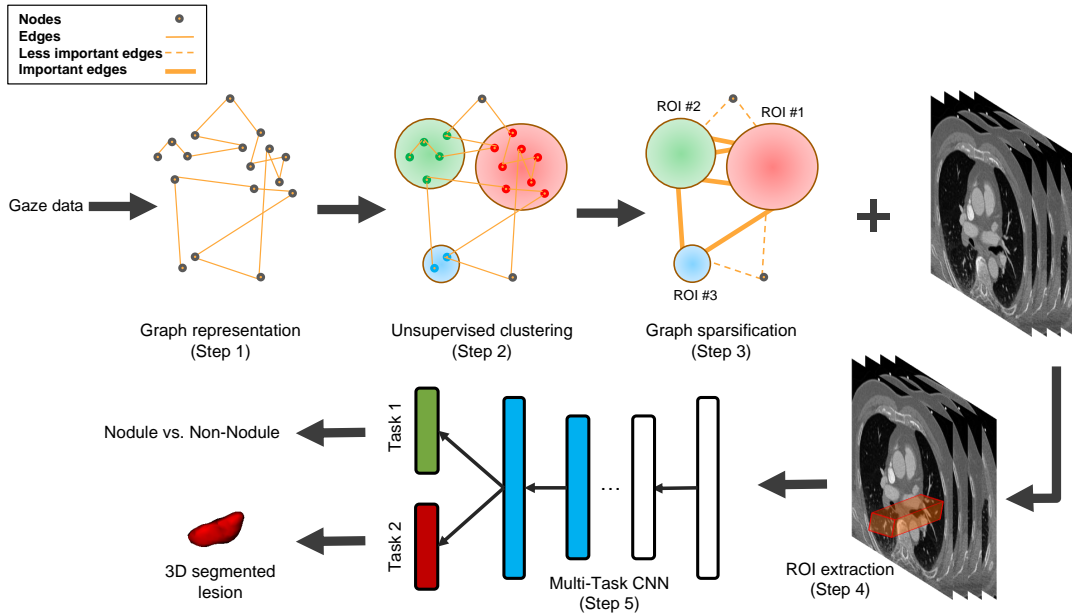 Nodes
Edges
Less important edges
Important edges
ROI #2
ROI #1
Gaze data
ROI #3
Graph representation
(Step 1)
Unsupervised clustering
(Step 2)
Graph sparsification
(Step 3)
Task 1
Nodule vs. Non-Nodule
...
Task 2
3D segmented
lesion
Multi-Task CNN
(Step 5)
ROI extraction
(Step 4)